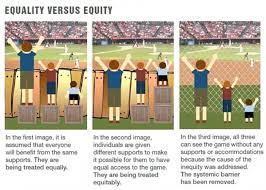 EQUALITY VERSUS EQUITY
In the first image, it is
assumed that everyone
will benefit from the same
supports. They are
being treated equally.
In the second image,
individuals are given
different supports to make
it possible for them to have
equal access to the game.
They are being treated
equitably.
In the third image, all three
can see the game without any
supports or accommodations
because the cause of the
inequity was addressed.
The systemic barrier
has been removed.